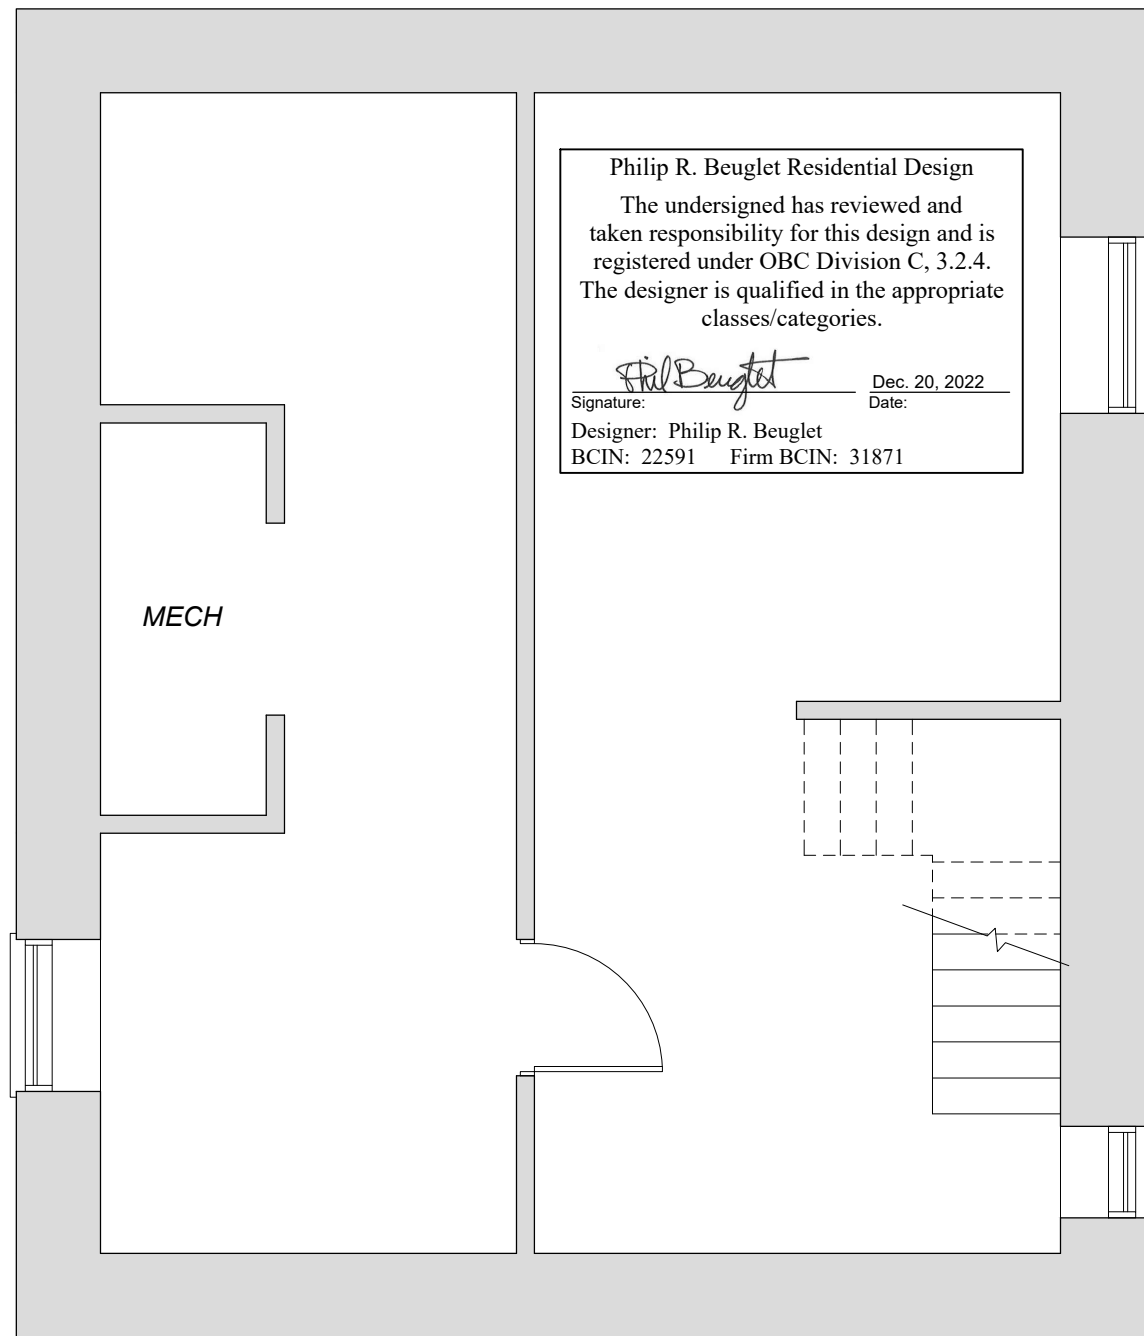 Philip R. Beuglet Residential Design
The undersigned has reviewed and
taken responsibility for this design and is
registered under OBC Division C, 3.2.4.
The designer is qualified in the appropriate
classes/categories.
Phil Beuglet
Dec. 20, 2022
Signature:
Date:
Designer: Philip R. Beuglet
BCIN: 22591 Firm BCIN: 31871
MECH